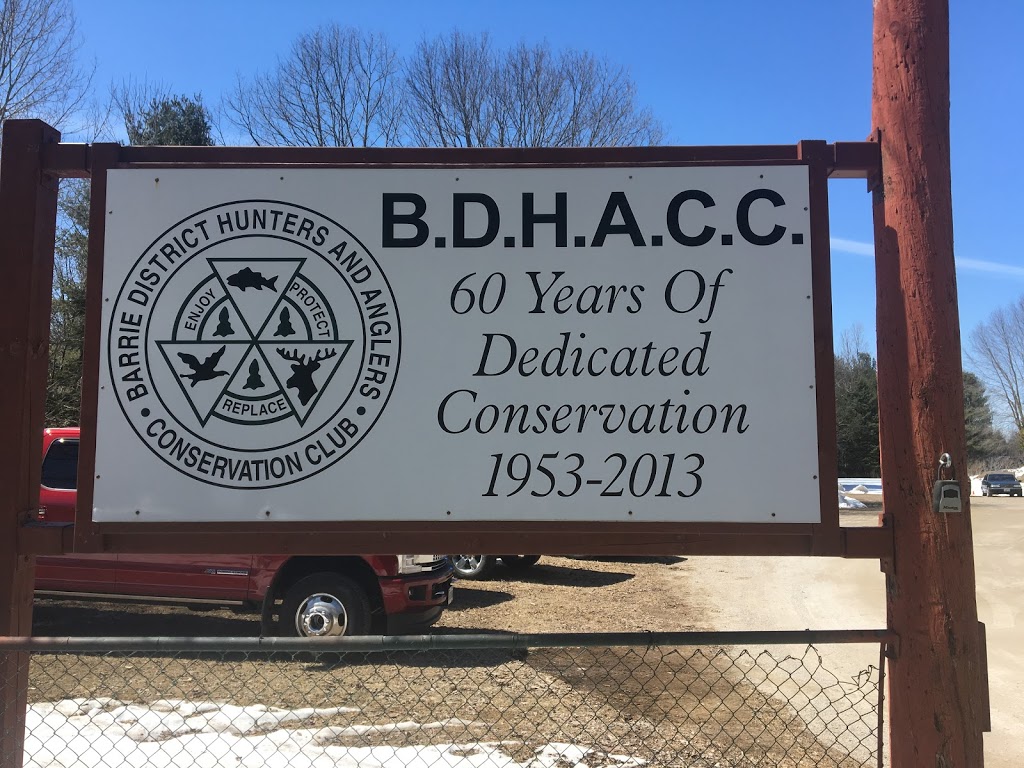 BARRIE DISTRICT HUNTERS AND ANGLERS
• CONSERVATION CLUB •
ENJOY
PROTECT
REPLACE
B.D.H.A.C.C.
60 Years Of
Dedicated
Conservation
1953-2013